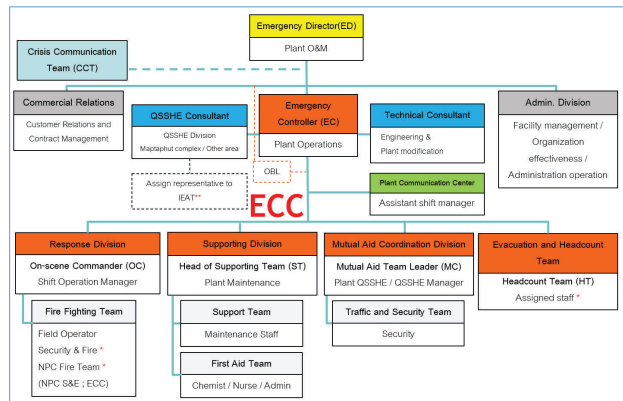 Emergency Director(ED)
Plant O&M
Crisis Communication
Team (CCT)
Commercial Relations
Customer Relations and
Contract Management
QSSHE Consultant
QSSHE Division
Maptaphut complex / Other area
Assign representative to
IEAT**
Emergency
Controller (EC)
Plant Operations
OBL
Technical Consultant
Engineering &
Plant modification
Admin. Division
Facility management /
Organization
effectiveness /
Administration operation
Plant Communication Center
Assistant shift manager
ECC
Response Division
On-scene Commander (OC)
Shift Operation Manager
Fire Fighting Team
Field Operator
Security & Fire *
NPC Fire Team *
(NPC S&E ; ECC)
Supporting Division
Head of Supporting Team (ST)
Plant Maintenance
Support Team
Maintenance Staff
First Aid Team
Chemist / Nurse / Admin
Mutual Aid Coordination Division
Mutual Aid Team Leader (MC)
Plant QSSHE / QSSHE Manager
Traffic and Security Team
Security
Evacuation and Headcount
Team
Headcount Team (HT)
Assigned staff *